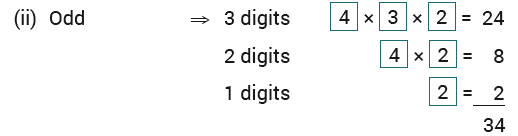 (ii) Odd ⇒ 3 digits 4 × 3 × 2 = 24
2 digits 4 × 2 = 8
1 digits 2 = 2
34